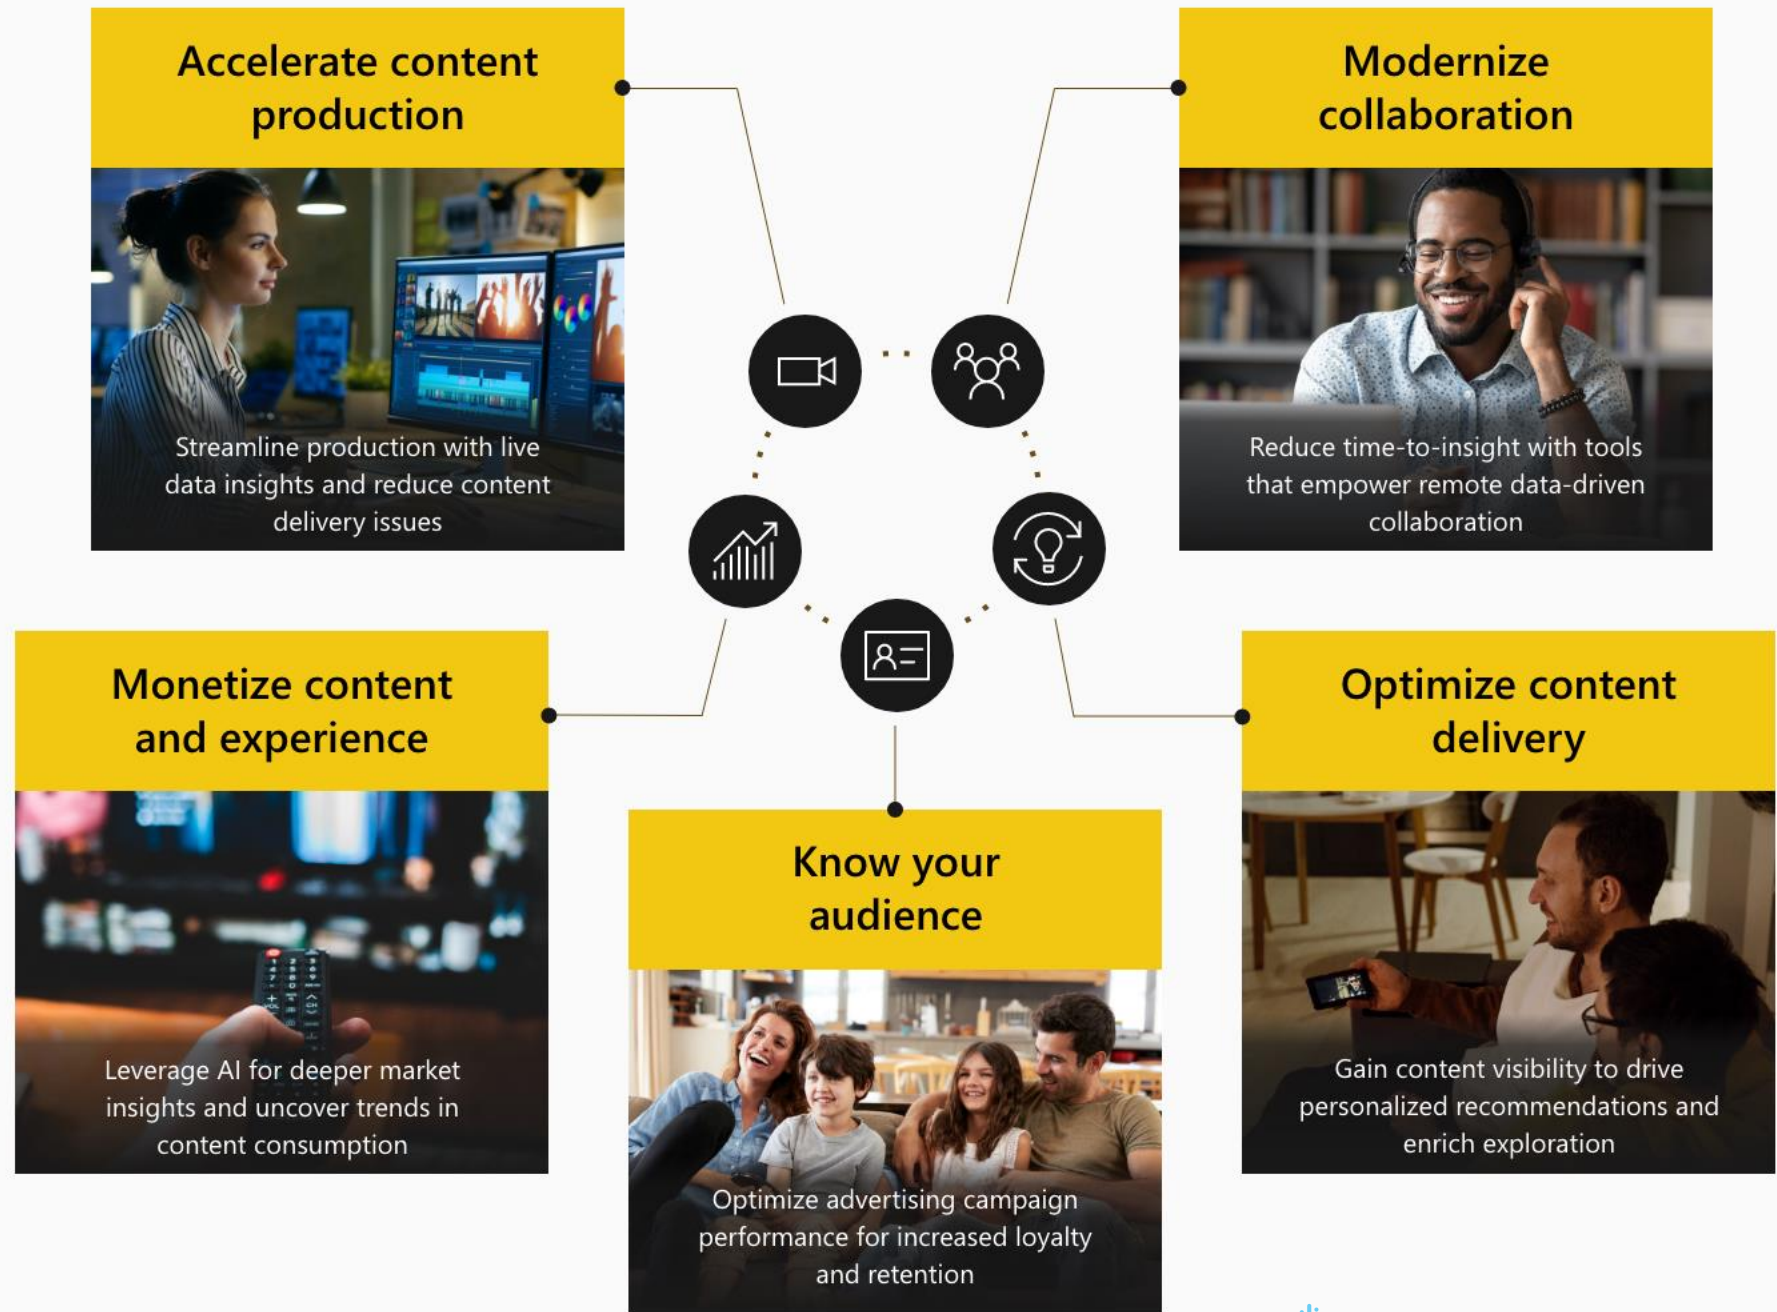 Accelerate content
production
Streamline production with live
data insights and reduce content
delivery issues
Modernize
collaboration
Reduce time-to-insight with tools
that empower remote data-driven
collaboration
Monetize content
and experience
Leverage AI for deeper market
insights and uncover trends in
content consumption
Know your
audience
Optimize advertising campaign
performance for increased loyalty
and retention
Optimize content
delivery
Gain content visibility to drive
personalized recommendations and
enrich exploration